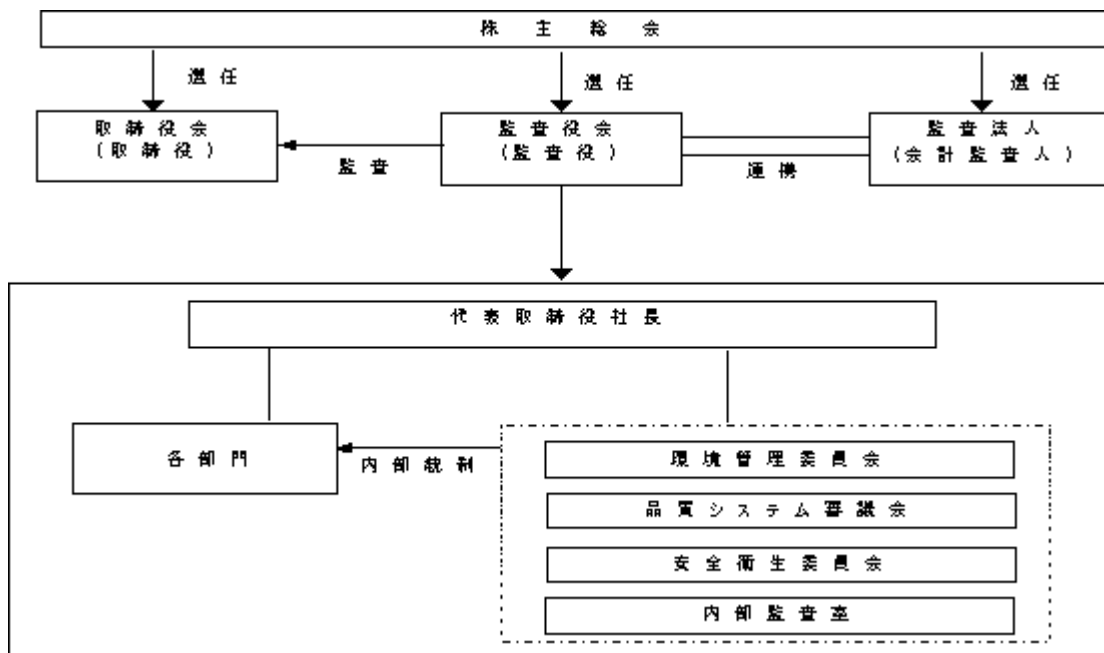 株主総会
選任
選任
選任
取締役会
(取締役)
監査役会
(監査役)
監査法人
(会計監査人)
監査
連携
代表取締役社長
各部門
内部統制
環境管理委員会
品質システム審議会
安全衛生委員会
内部監査室